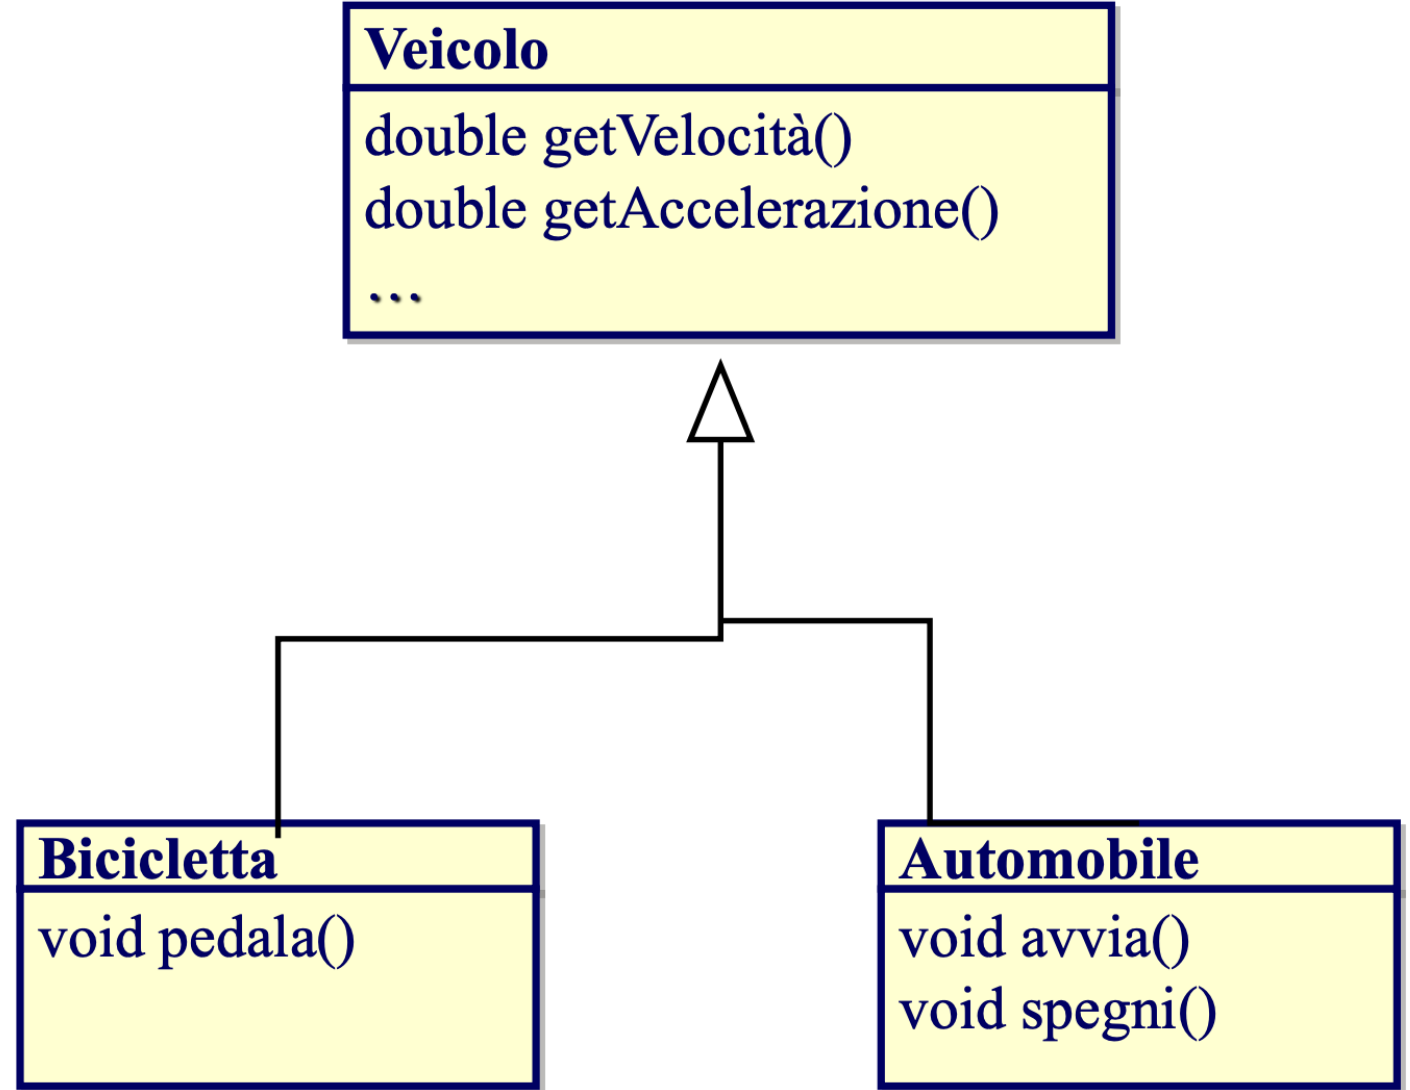 Veicolo
double getVelocità()
double getAccelerazione()
…
Bicicletta
void pedala()
Automobile
void avvia()
void spegni()